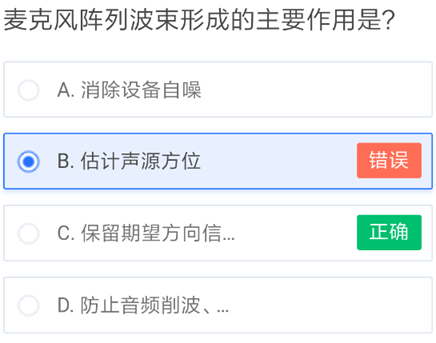 麦克风阵列波束形成的主要作用是?
A. 消除设备自噪
B. 估计声源方位 错误
C. 保留期望方向信... 正确
D. 防止音频削波、...